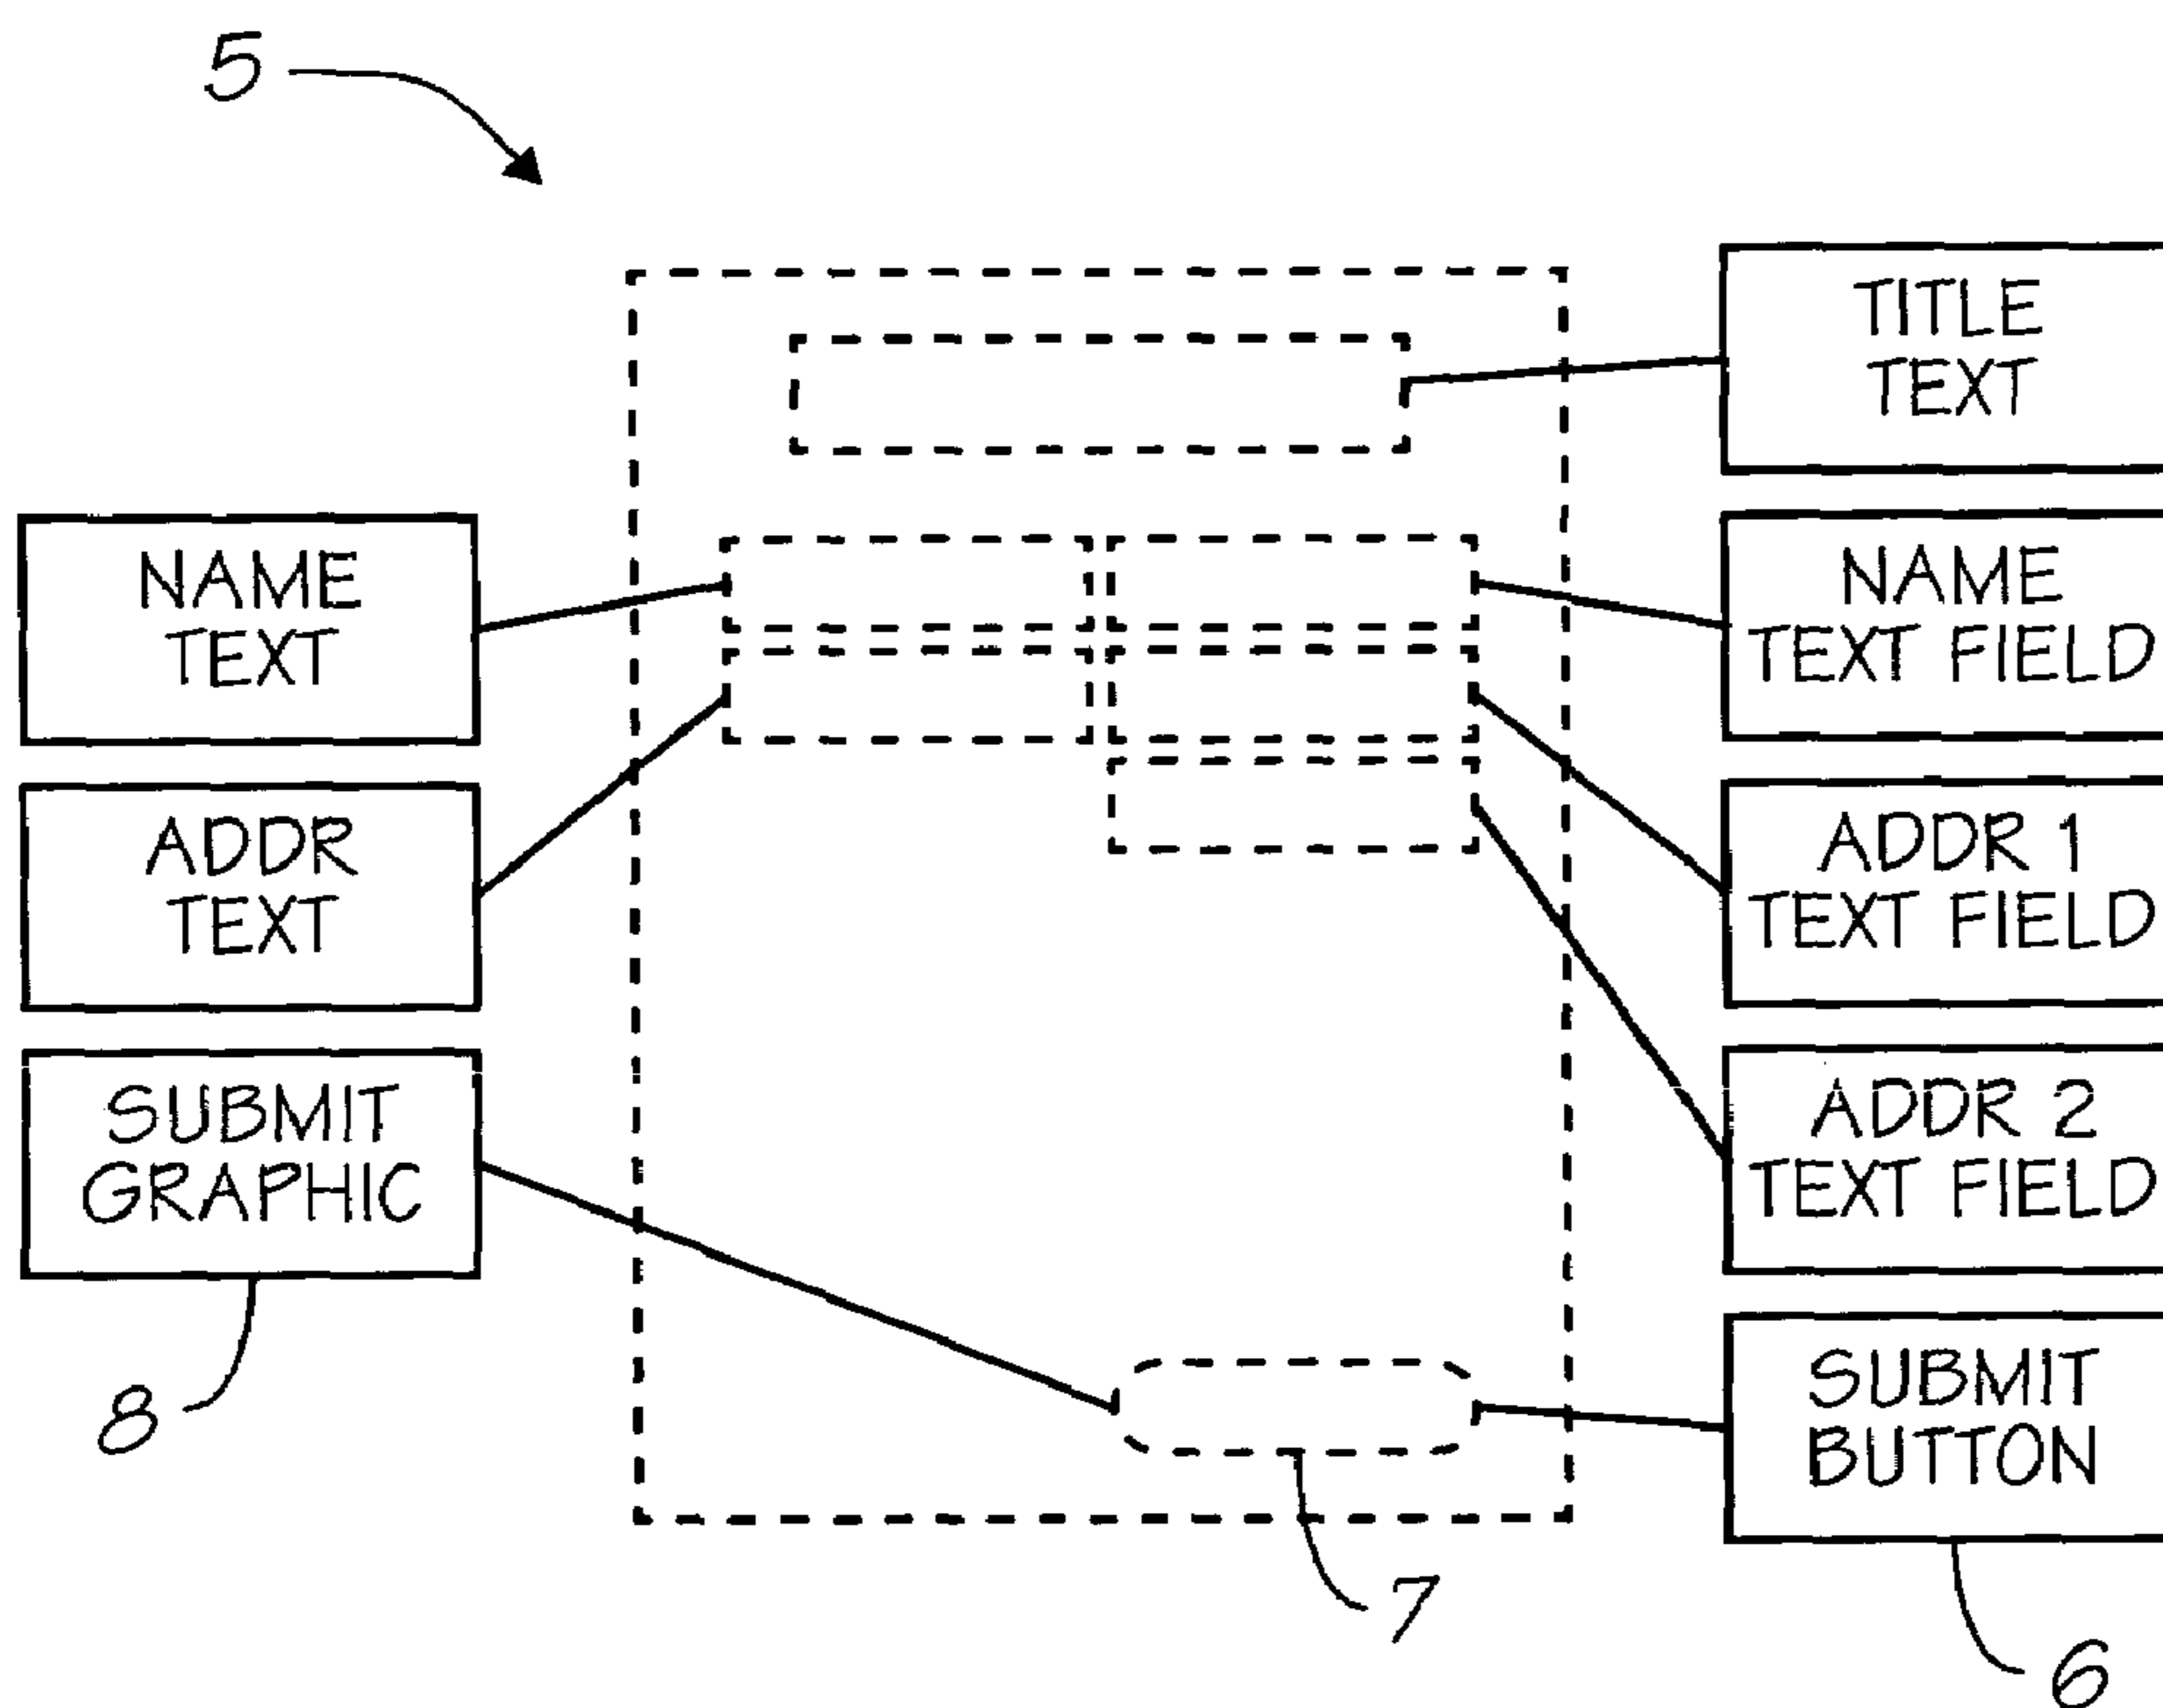 5
TITLE
TEXT
NAME
TEXT
NAME
TEXT FIELD
ADDR
TEXT
ADDR 1
TEXT FIELD
SUBMIT
GRAPHIC
ADDR 2
TEXT FIELD
SUBMIT
BUTTON
8
7
6